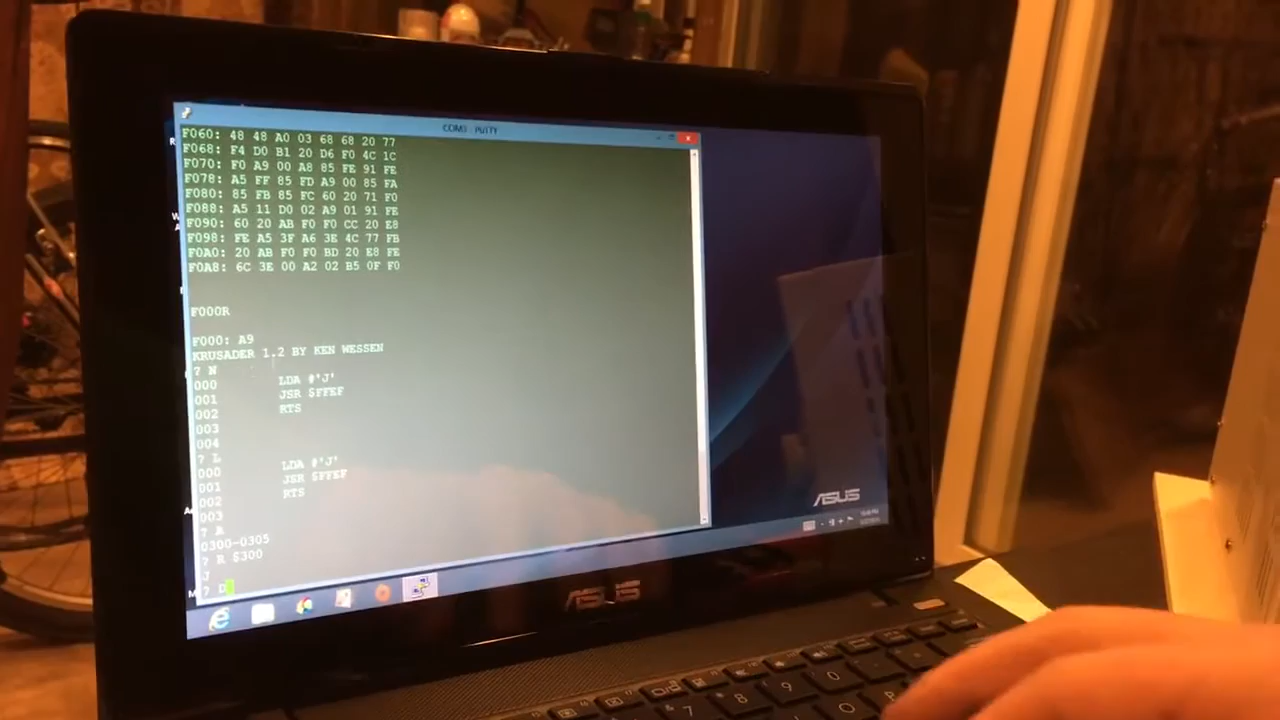 COM3 - PuTTY
F060: 48 48 A0 03 68 68 20 77
F068: F4 D0 B1 20 D6 F0 4C 1C
F070: F0 A9 00 A8 85 FE 91 FE
F078: A5 FF 85 FD A9 00 85 FA
F080: 85 FB 85 FC 60 20 71 F0
F088: A5 11 D0 02 A9 01 91 FE
F090: 60 20 AB F0 F0 CC 20 E8
F098: FE A5 3F A6 3E 4C 77 FB
F0A0: 20 AB F0 F0 BD 20 E8 FE
F0A8: 6C 3E 00 A2 02 B5 0F F0
F000R
F000: A9
KRUSADER 1.2 BY KEN WESSEN
? N
000 LDA #'J'
001 JSR $FFEF
002 RTS
003
004
? L
000 LDA #'J'
001 JSR $FFEF
002 RTS
003
? A
0300-0305
? R $300
J
? D
ASUS
ASUS
7 8 9 0
O P